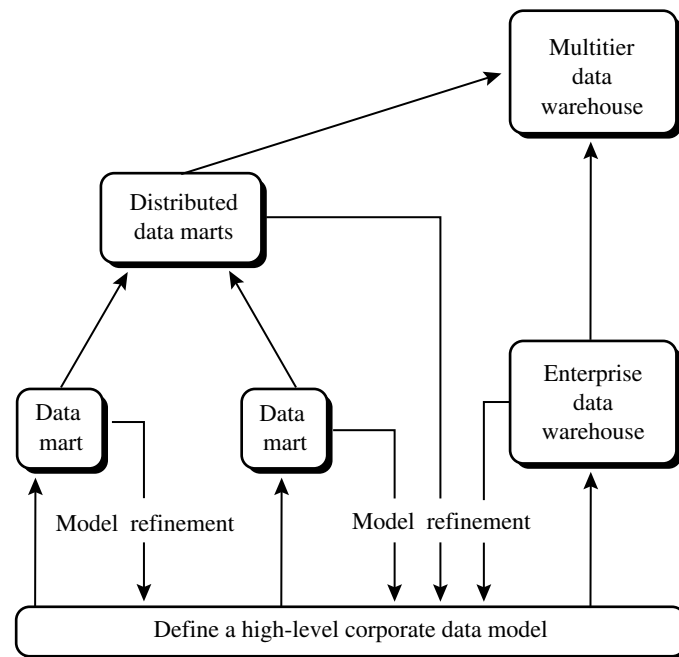 Multitier
data
warehouse
Distributed
data marts
Data
mart
Data
mart
Enterprise
data
warehouse
Model refinement
Model refinement
Define a high-level corporate data model